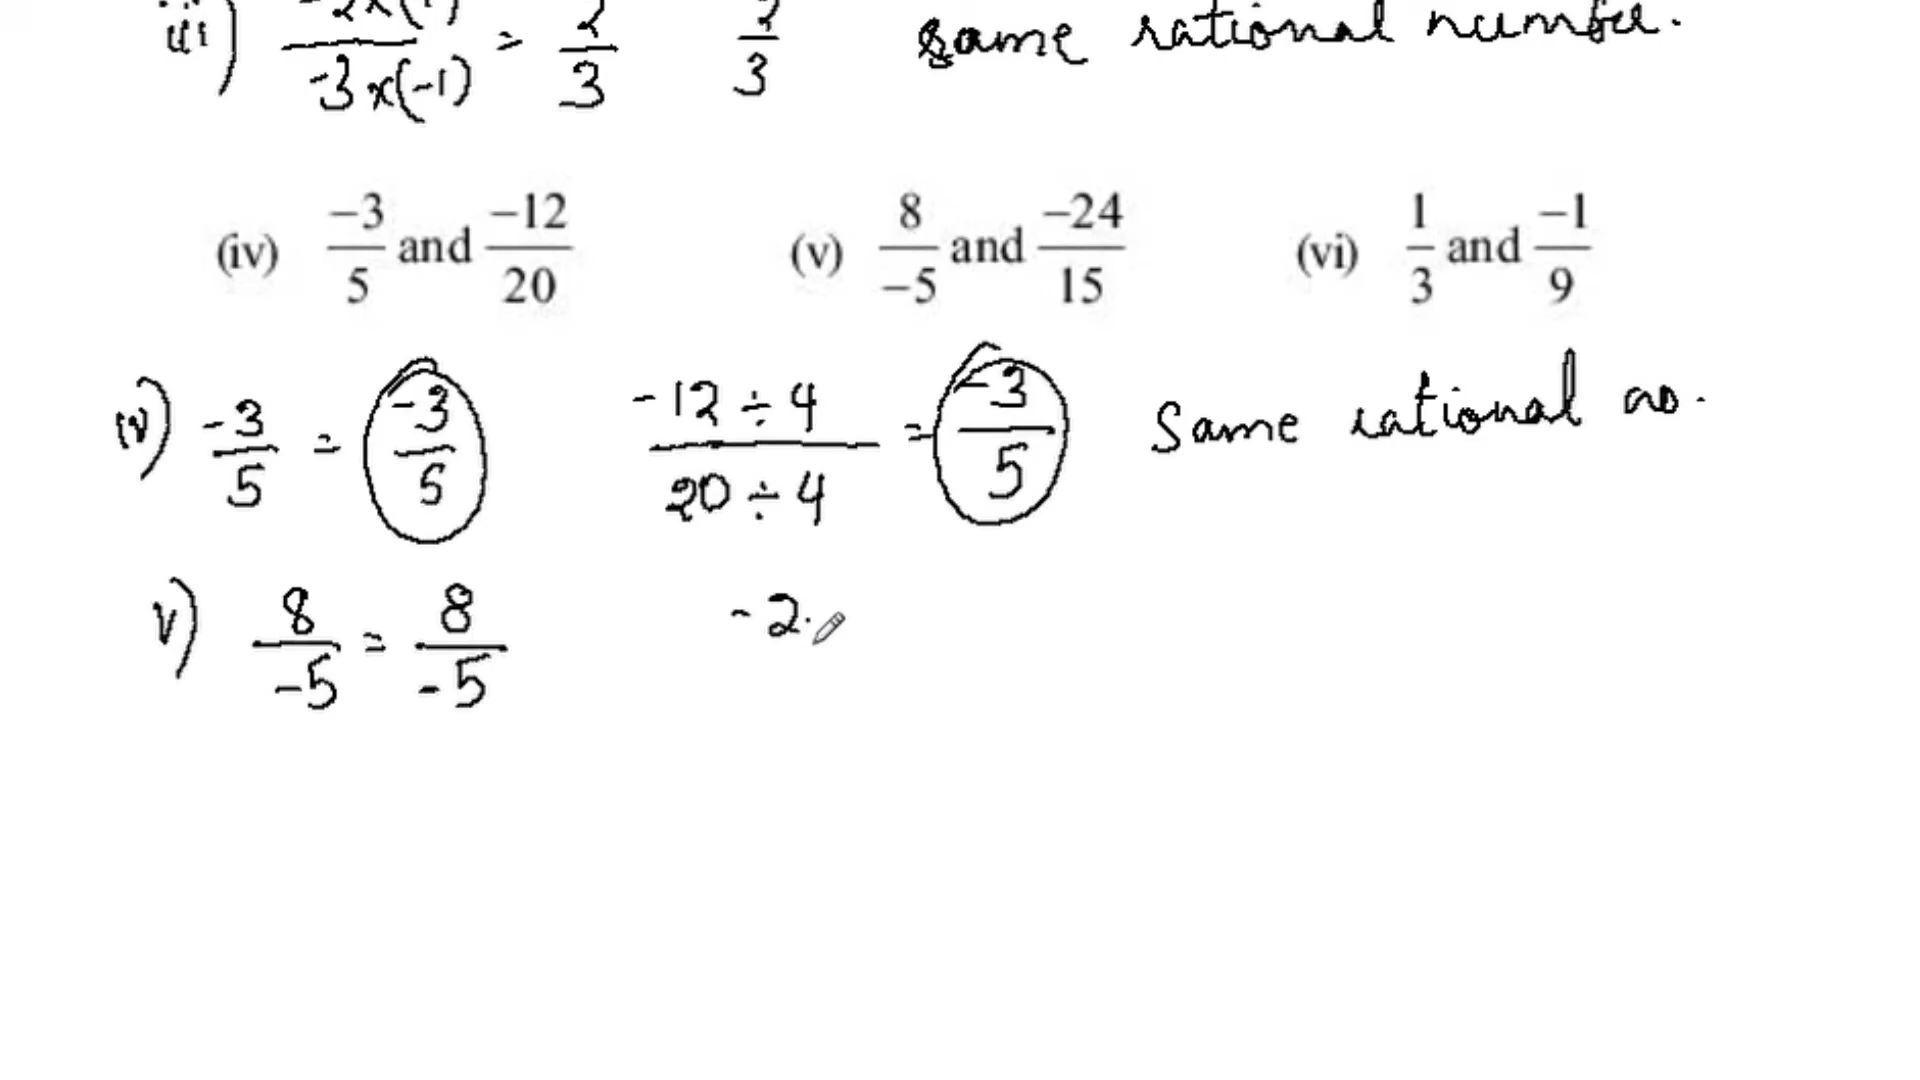 iii) -2x(-1) / -3x(-1) = 2/3 2/3 same rational number.
(iv) -3/5 and -12/20 (v) 8/-5 and -24/15 (vi) 1/3 and -1/9
iv) -3/5 = -3/5 -12÷4 / 20÷4 = -3/5 Same rational no.
v) 8/-5 = 8/-5 -2